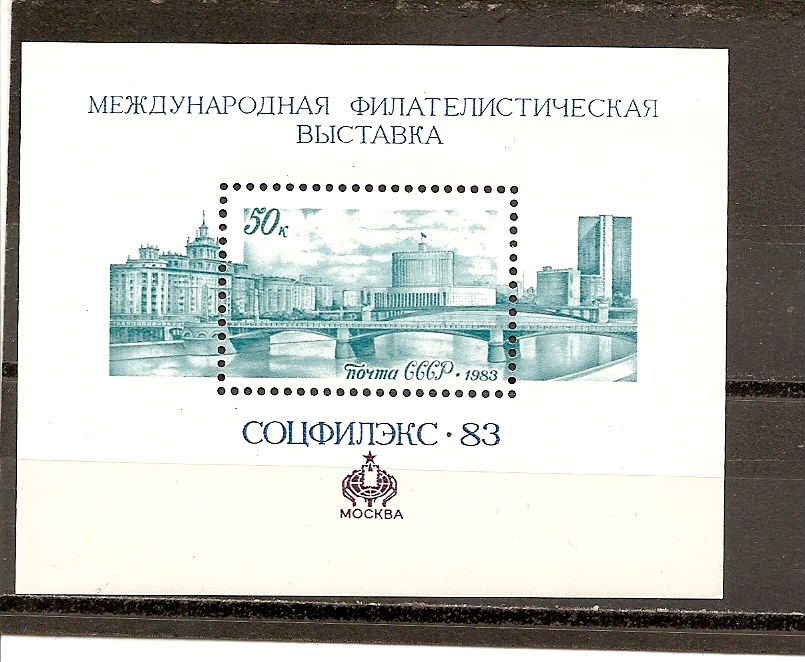 МЕЖДУНАРОДНАЯ ФИЛАТЕЛИСТИЧЕСКАЯ
ВЫСТАВКА
50к
почта СССР • 1983
СОЦФИЛЭКС • 83
МОСКВА